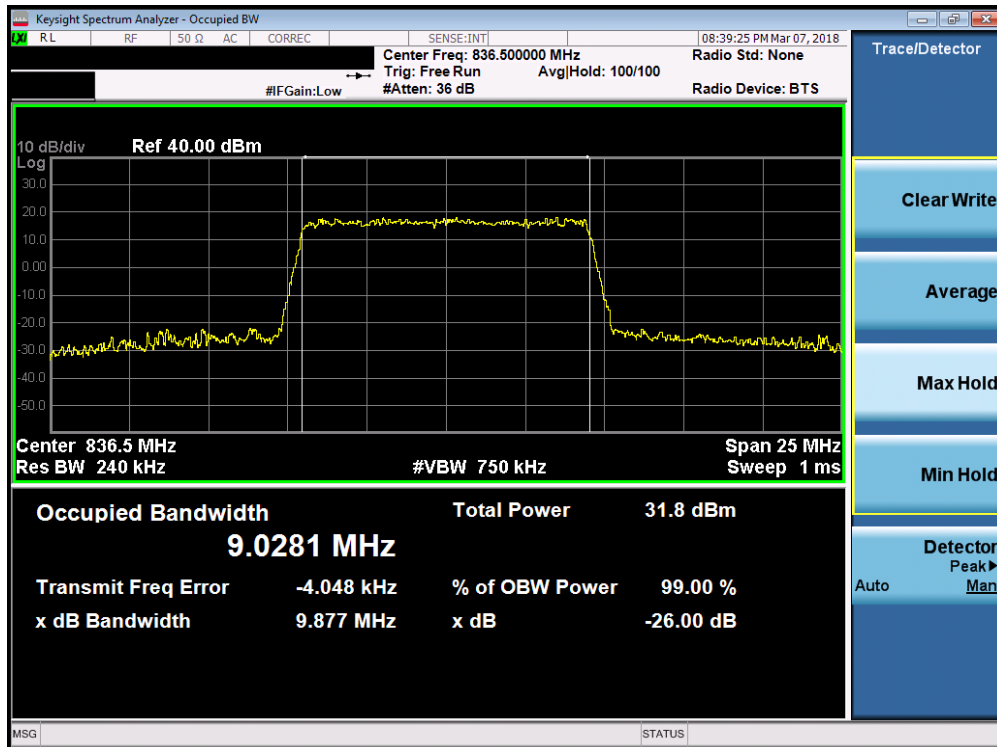 Keysight Spectrum Analyzer - Occupied BW
LXI RL RF 50 Ω AC CORREC SENSE:INT 08:39:25 PM Mar 07, 2018
Center Freq: 836.500000 MHz Radio Std: None
Trig: Free Run Avg|Hold: 100/100
#IFGain:Low #Atten: 36 dB Radio Device: BTS
10 dB/div Ref 40.00 dBm
Log
30.0
20.0
10.0
0.00
-10.0
-20.0
-30.0
-40.0
-50.0
Center 836.5 MHz Span 25 MHz
Res BW 240 kHz #VBW 750 kHz Sweep 1 ms
Occupied Bandwidth Total Power 31.8 dBm
9.0281 MHz
Transmit Freq Error -4.048 kHz % of OBW Power 99.00 %
x dB Bandwidth 9.877 MHz x dB -26.00 dB
MSG STATUS
Trace/Detector
Clear Write
Average
Max Hold
Min Hold
Detector
Peak▶
Auto Man